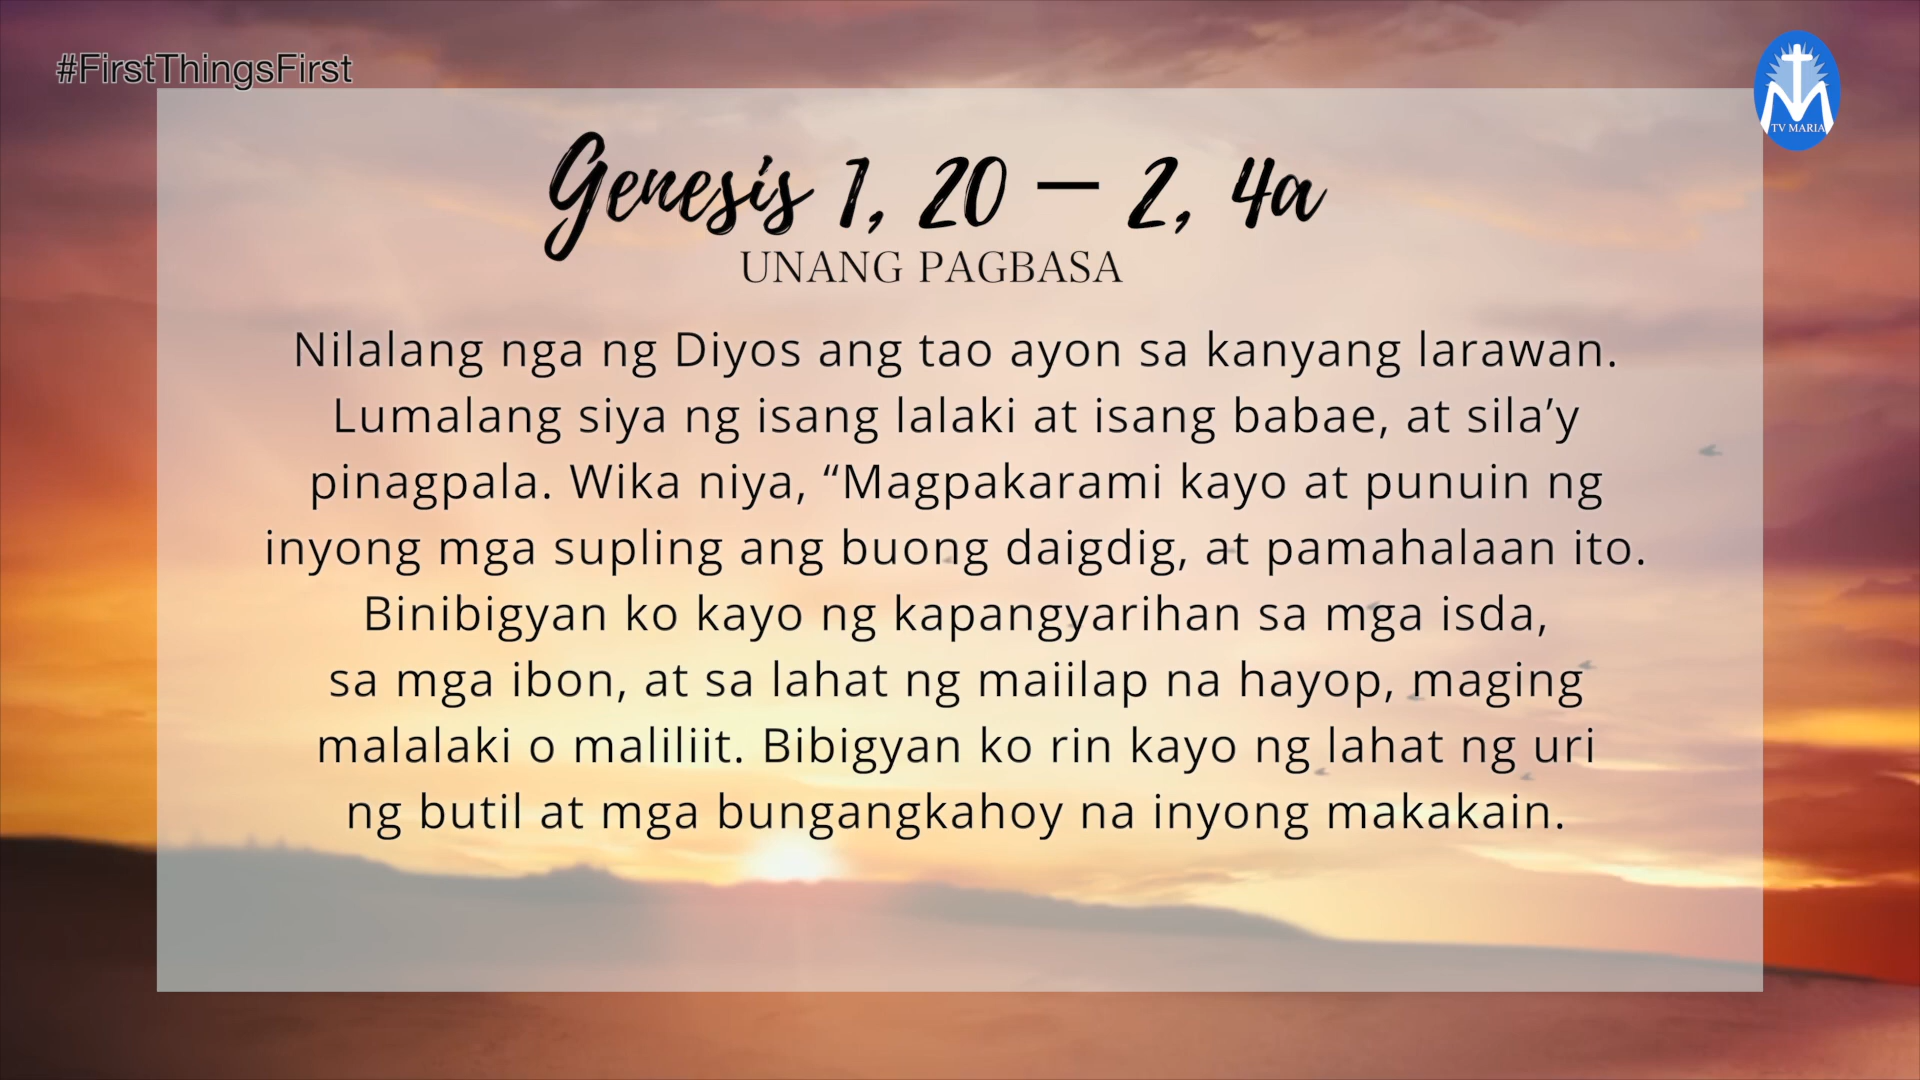 #FirstThingsFirst
TV MARIA
Genesis 1, 20 – 2, 4a
UNANG PAGBASA
Nilalang nga ng Diyos ang tao ayon sa kanyang larawan.
Lumalang siya ng isang lalaki at isang babae, at sila’y
pinagpala. Wika niya, “Magpakarami kayo at punuin ng
inyong mga supling ang buong daigdig, at pamahalaan ito.
Binibigyan ko kayo ng kapangyarihan sa mga isda,
sa mga ibon, at sa lahat ng maiilap na hayop, maging
malalaki o maliliit. Bibigyan ko rin kayo ng lahat ng uri
ng butil at mga bungangkahoy na inyong makakain.